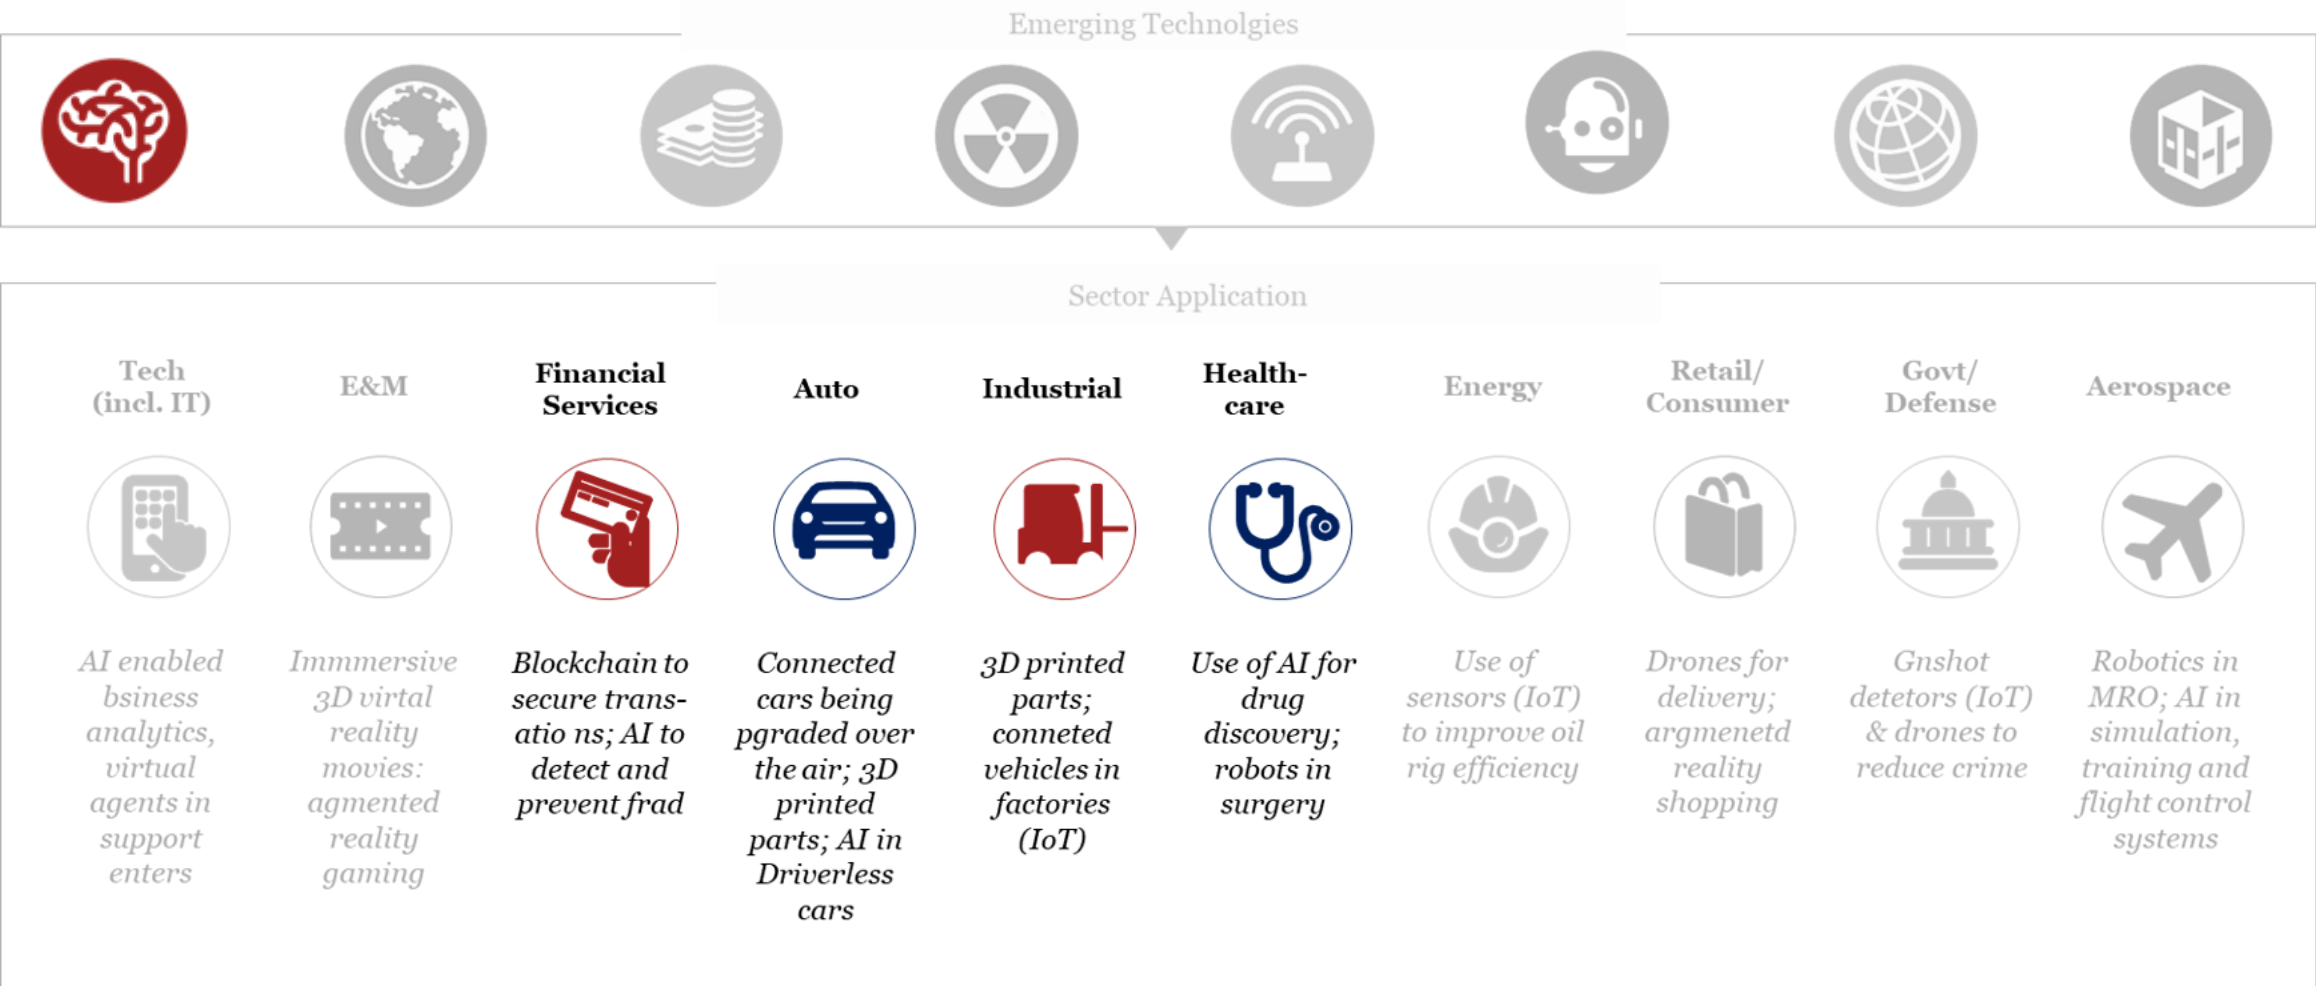 Emerging Technolgies
Sector Application
Tech
(incl. IT)
E&M
Financial
Services
Auto
Industrial
Health-
care
Energy
Retail/
Consumer
Govt/
Defense
Aerospace
AI enabled
bsiness
analytics,
virtual
agents in
support
enters
Immmersive
3D virtal
reality
movies:
agmented
reality
gaming
Blockchain to
secure trans-
atio ns; AI to
detect and
prevent frad
Connected
cars being
pgraded over
the air; 3D
printed
parts; AI in
Driverless
cars
3D printed
parts;
conneted
vehicles in
factories
(IoT)
Use of AI for
drug
discovery;
robots in
surgery
Use of
sensors (IoT)
to improve oil
rig efficiency
Drones for
delivery;
argmenetd
reality
shopping
Gnshot
detetors (IoT)
& drones to
reduce crime
Robotics in
MRO; AI in
simulation,
training and
flight control
systems